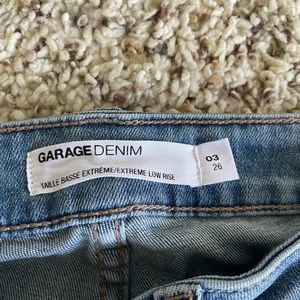 GARAGE DENIM
TAILLE BASSE EXTRÊME/EXTREME LOW RISE
03
26